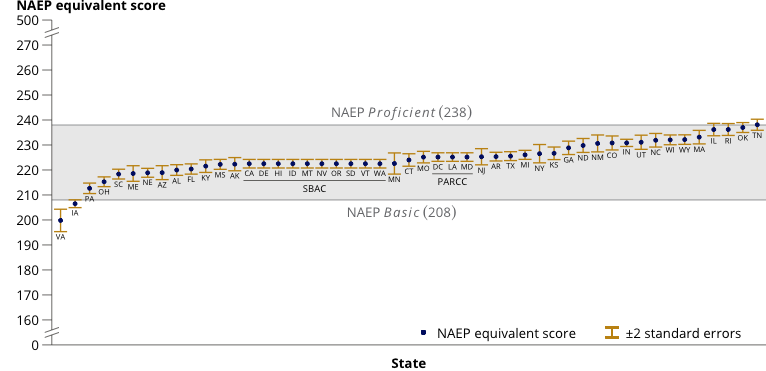 NAEP equivalent score
500
270
260
250
240
230
220
210
200
190
180
170
160
0
NAEP Proficient (238)
NAEP Basic (208)
VA
IA
PA
OH
SC
ME
NE
AZ
AL
FL
KY
MS
AK
CA DE HI ID MT NV OR SD VT WA
SBAC
MN
CT
MO
DC LA MD
PARCC
NJ
AR
TX
MI
NY
KS
GA
ND
NM
CO
IN
UT
NC
WI
WY
MA
IL
RI
OK
TN
NAEP equivalent score
±2 standard errors
State